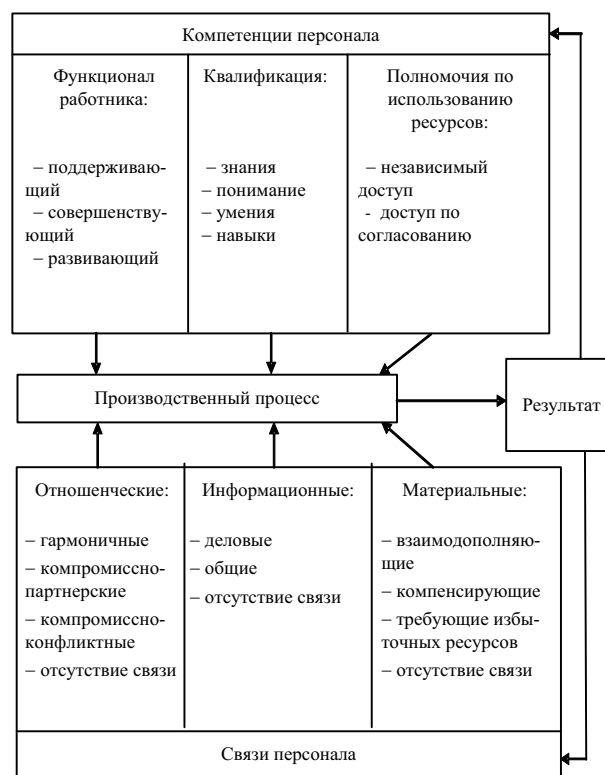 Компетенции персонала
Функционал
работника:
– поддерживаю-
щий
– совершенству-
ющий
– развивающий
Квалификация:
– знания
– понимание
– умения
– навыки
Полномочия по
использованию
ресурсов:
– независимый
доступ
- доступ по
согласованию
Производственный процесс
Результат
Отношенческие:
– гармоничные
– компромиссно-
партнерские
– компромиссно-
конфликтные
– отсутствие связи
Информационные:
– деловые
– общие
– отсутствие связи
Материальные:
– взаимодополняю-
щие
– компенсирующие
– требующие избы-
точных ресурсов
– отсутствие связи
Связи персонала